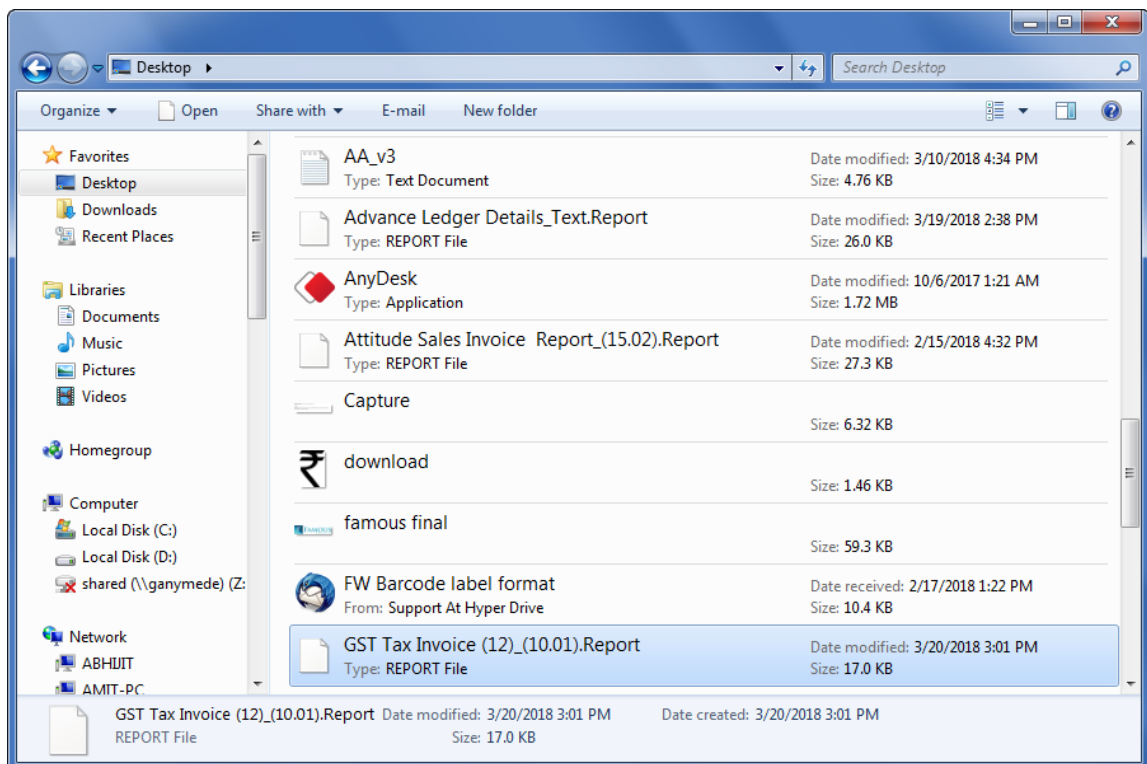 Desktop
Search Desktop
Organize Open Share with E-mail New folder
Favorites
Desktop
Downloads
Recent Places
Libraries
Documents
Music
Pictures
Videos
Homegroup
Computer
Local Disk (C:)
Local Disk (D:)
shared (\\ganymede) (Z:
Network
ABHIJIT
AMIT-PC
AA_v3
Date modified: 3/10/2018 4:34 PM
Type: Text Document
Size: 4.76 KB
Advance Ledger Details_Text.Report
Date modified: 3/19/2018 2:38 PM
Type: REPORT File
Size: 26.0 KB
AnyDesk
Date modified: 10/6/2017 1:21 AM
Type: Application
Size: 1.72 MB
Attitude Sales Invoice  Report_(15.02).Report
Date modified: 2/15/2018 4:32 PM
Type: REPORT File
Size: 27.3 KB
Capture
Size: 6.32 KB
download
Size: 1.46 KB
famous final
Size: 59.3 KB
FW Barcode label format
Date received: 2/17/2018 1:22 PM
From: Support At Hyper Drive
Size: 10.4 KB
GST Tax Invoice (12)_(10.01).Report
Date modified: 3/20/2018 3:01 PM
Type: REPORT File
Size: 17.0 KB
GST Tax Invoice (12)_(10.01).Report Date modified: 3/20/2018 3:01 PM Date created: 3/20/2018 3:01 PM
REPORT File Size: 17.0 KB